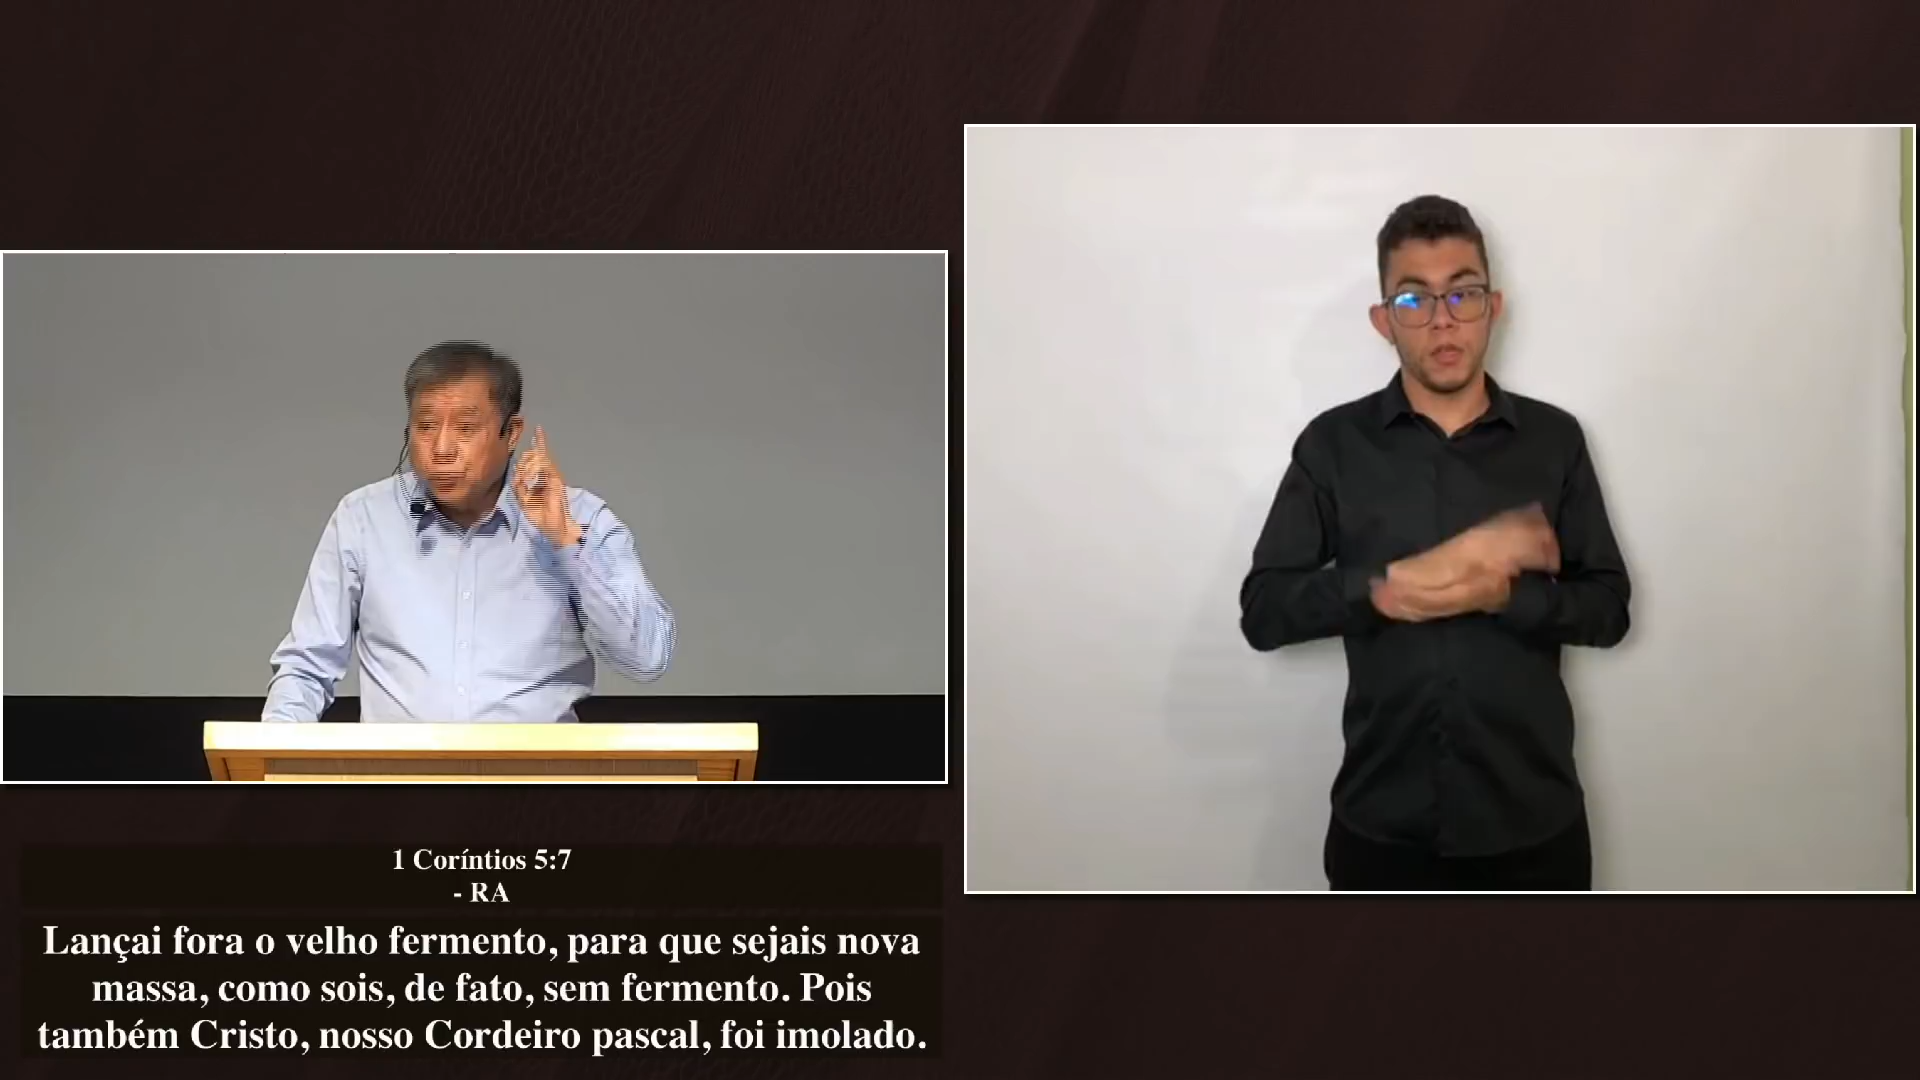 1 Coríntios 5:7
- RA
Lançai fora o velho fermento, para que sejais nova
massa, como sois, de fato, sem fermento. Pois
também Cristo, nosso Cordeiro pascal, foi imolado.